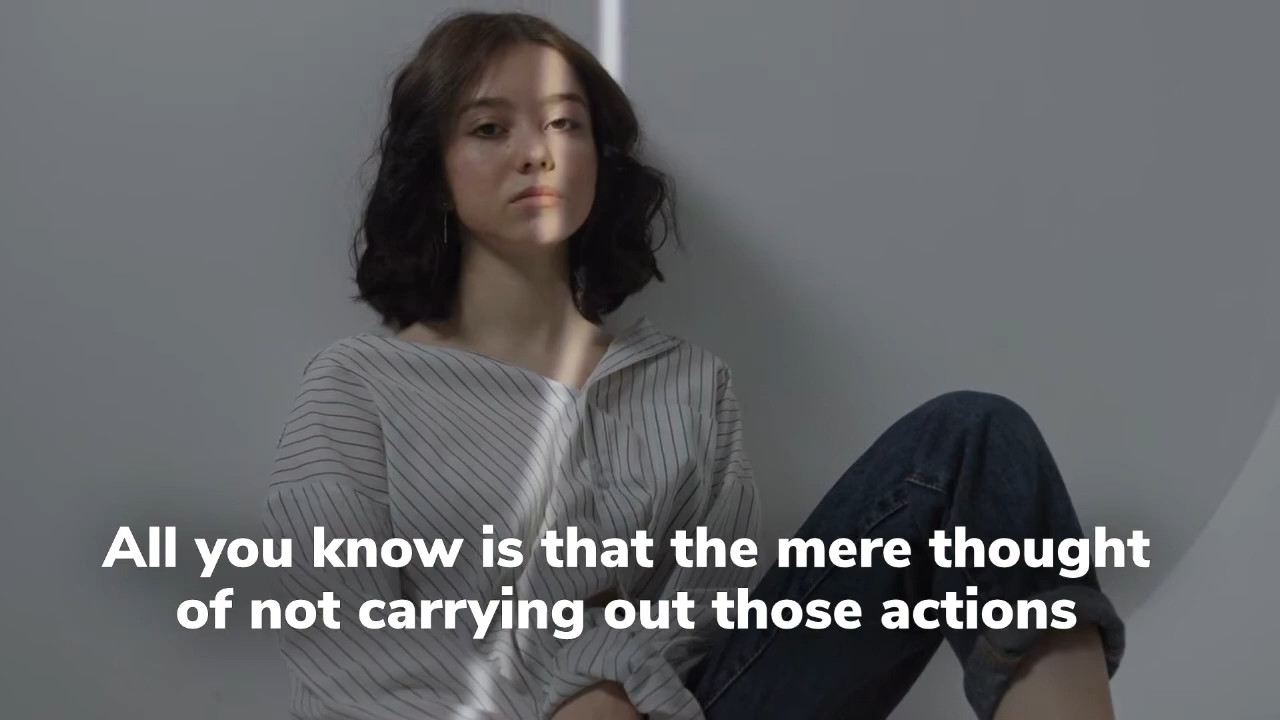 All you know is that the mere thought
of not carrying out those actions